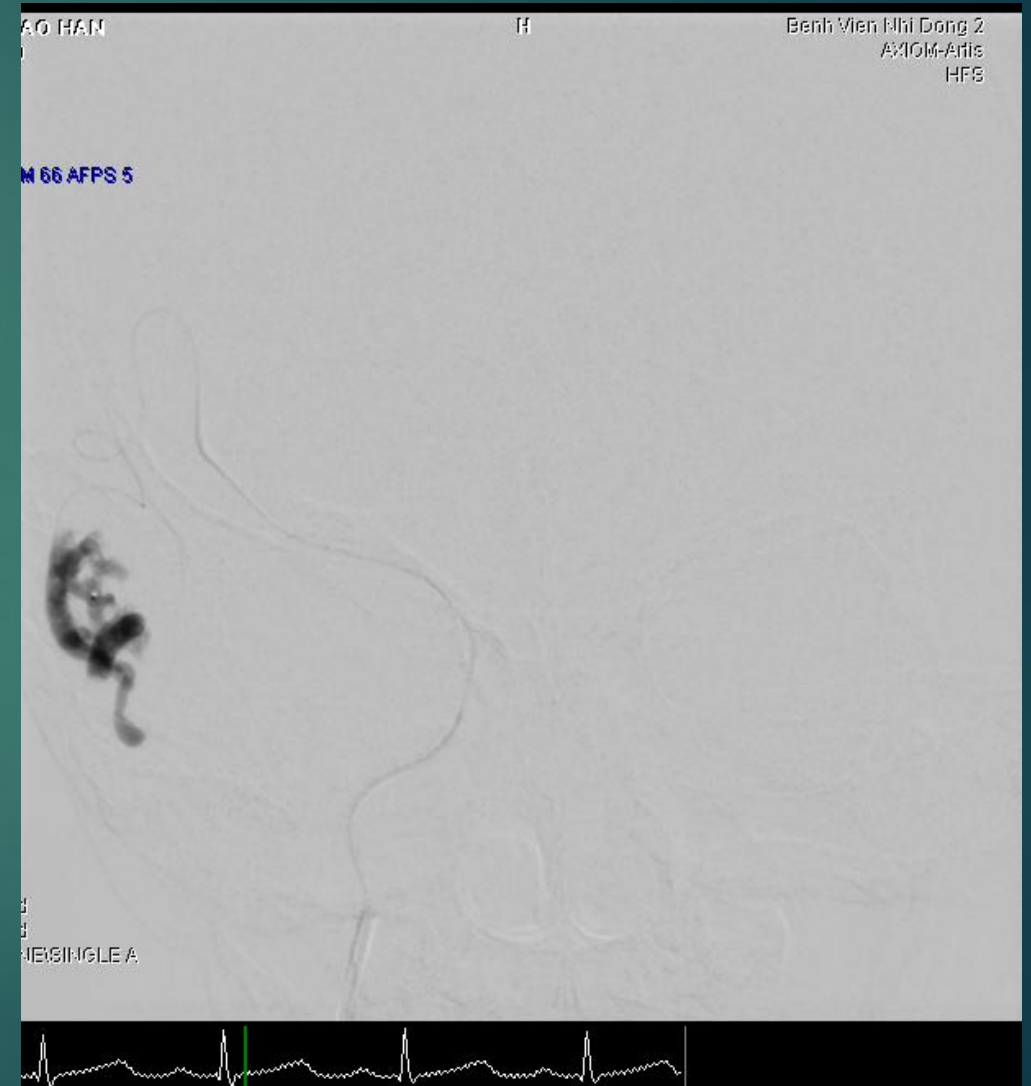 AO HAN
H
Benh Vien Nhi Dong 2
AXIOM-Artis
HFS
M 66 AFPS 5
NE\SINGLE A